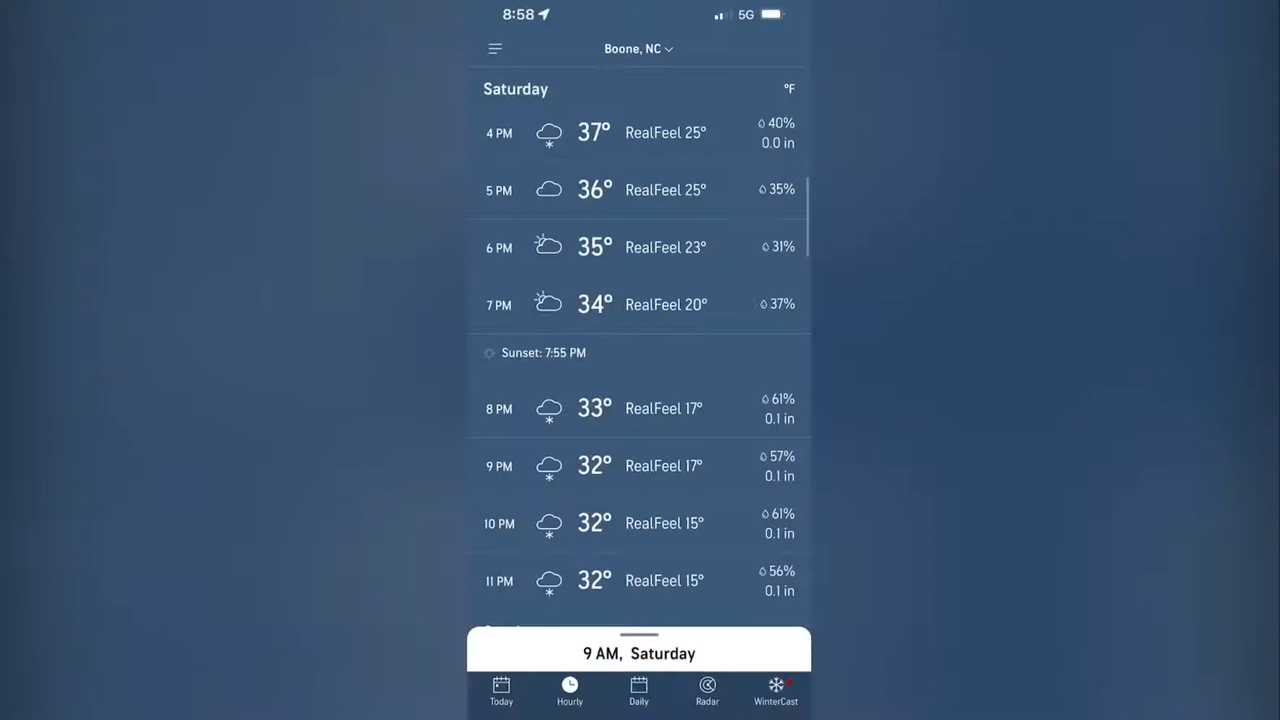 8:58 5G
Boone, NC
Saturday °F
4 PM 37° RealFeel 25° 40%
0.0 in
5 PM 36° RealFeel 25° 35%
6 PM 35° RealFeel 23° 31%
7 PM 34° RealFeel 20° 37%
Sunset: 7:55 PM
8 PM 33° RealFeel 17° 61%
0.1 in
9 PM 32° RealFeel 17° 57%
0.1 in
10 PM 32° RealFeel 15° 61%
0.1 in
11 PM 32° RealFeel 15° 56%
0.1 in
9 AM, Saturday
Today Hourly Daily Radar WinterCast